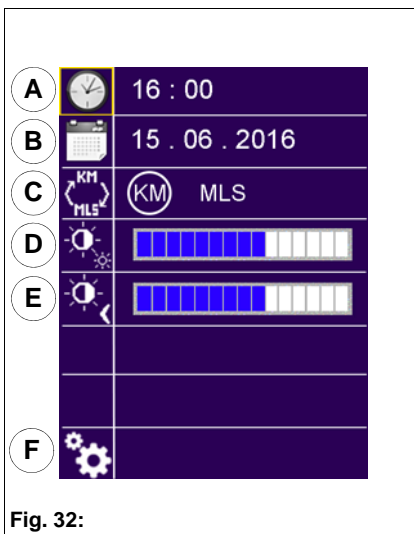 A 16 : 00
B 15 . 06 . 2016
C KM MLS KM MLS
D
E
F
Fig. 32: